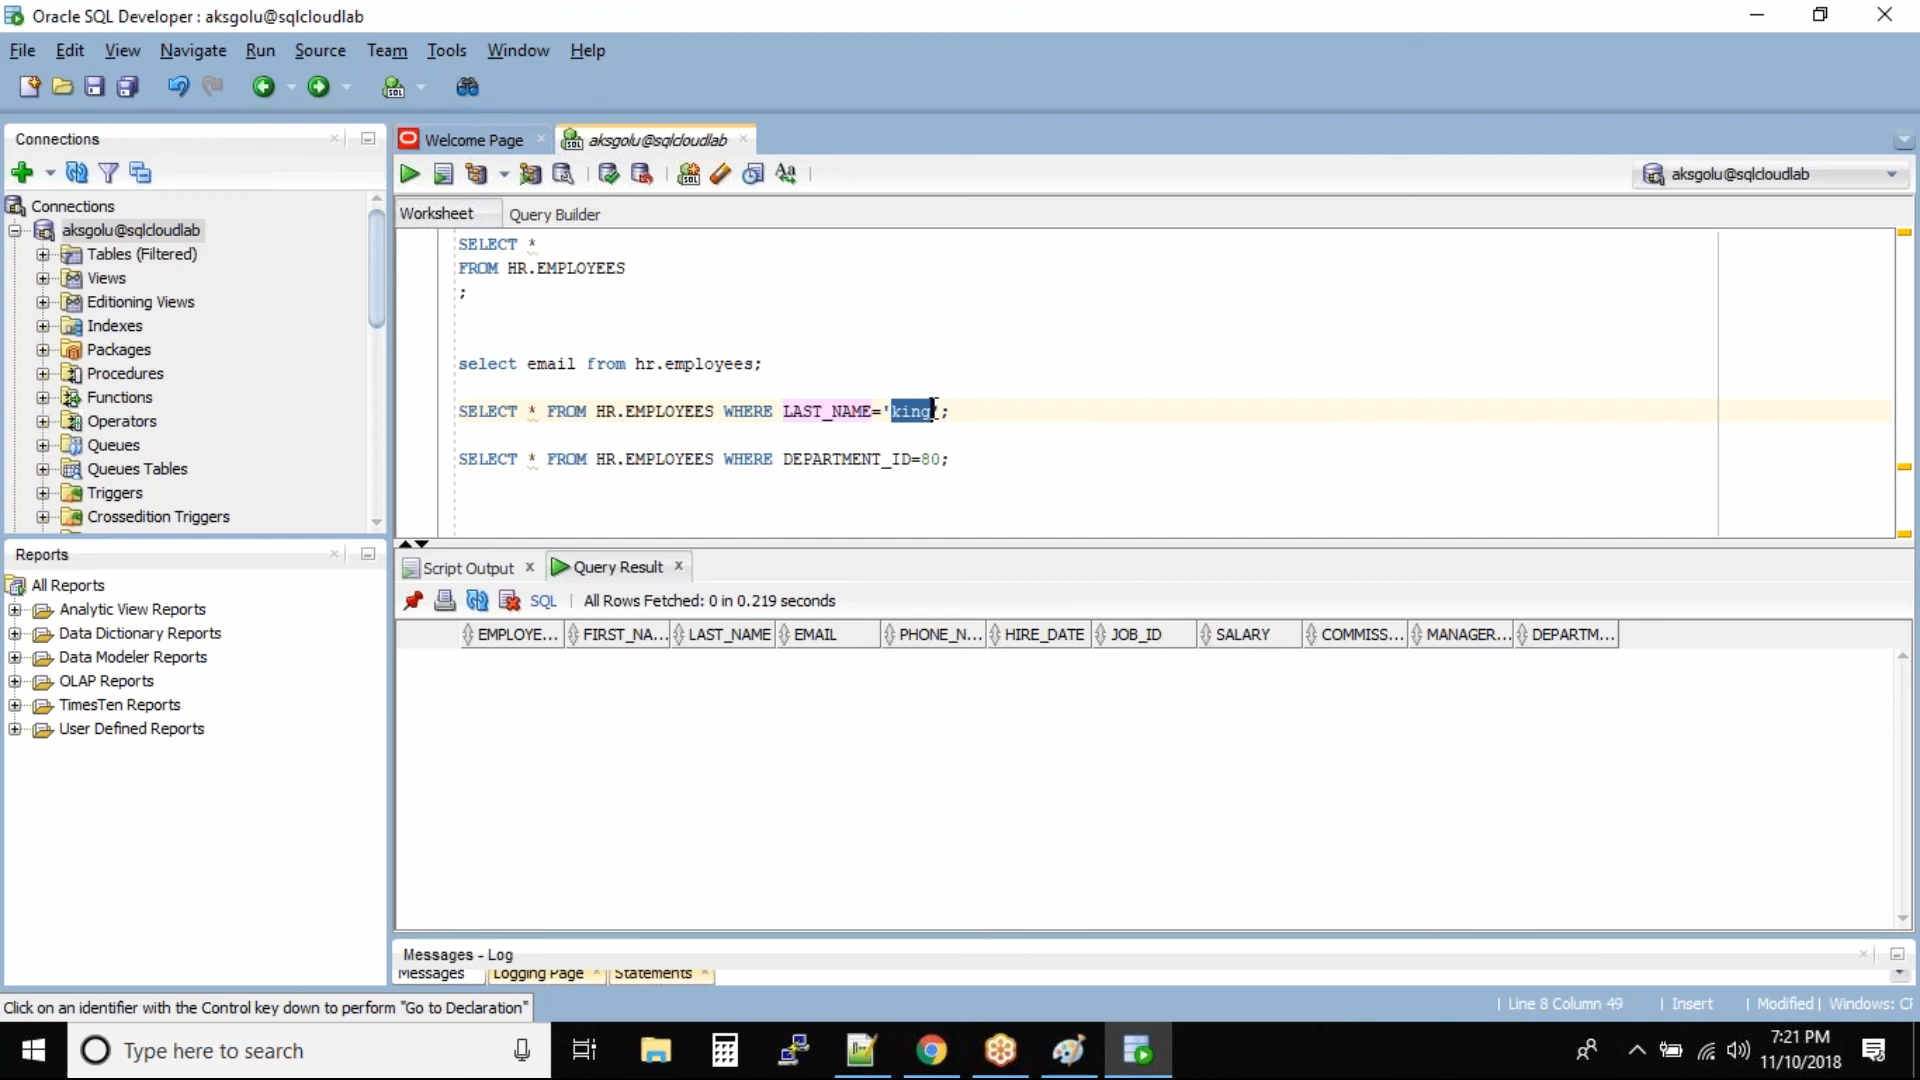 Oracle SQL Developer : aksgolu@sqlcloudlab
File Edit View Navigate Run Source Team Tools Window Help
Connections
Welcome Page
aksgolu@sqlcloudlab
aksgolu@sqlcloudlab
Worksheet
Query Builder
Connections
aksgolu@sqlcloudlab
Tables (Filtered)
Views
Editioning Views
Indexes
Packages
Procedures
Functions
Operators
Queues
Queues Tables
Triggers
Crossedition Triggers
SELECT *
FROM HR.EMPLOYEES
;
select email from hr.employees;
SELECT * FROM HR.EMPLOYEES WHERE LAST_NAME='king';
SELECT * FROM HR.EMPLOYEES WHERE DEPARTMENT_ID=80;
Reports
All Reports
Analytic View Reports
Data Dictionary Reports
Data Modeler Reports
OLAP Reports
TimesTen Reports
User Defined Reports
Script Output
Query Result
SQL
All Rows Fetched: 0 in 0.219 seconds
EMPLOYE... FIRST_NA... LAST_NAME EMAIL PHONE_N... HIRE_DATE JOB_ID SALARY COMMISS... MANAGER... DEPARTM...
Messages - Log
Messages
Logging Page
Statements
Click on an identifier with the Control key down to perform "Go to Declaration"
Line 8 Column 49
Insert
Modified
Windows: CF
Type here to search
7:21 PM
11/10/2018